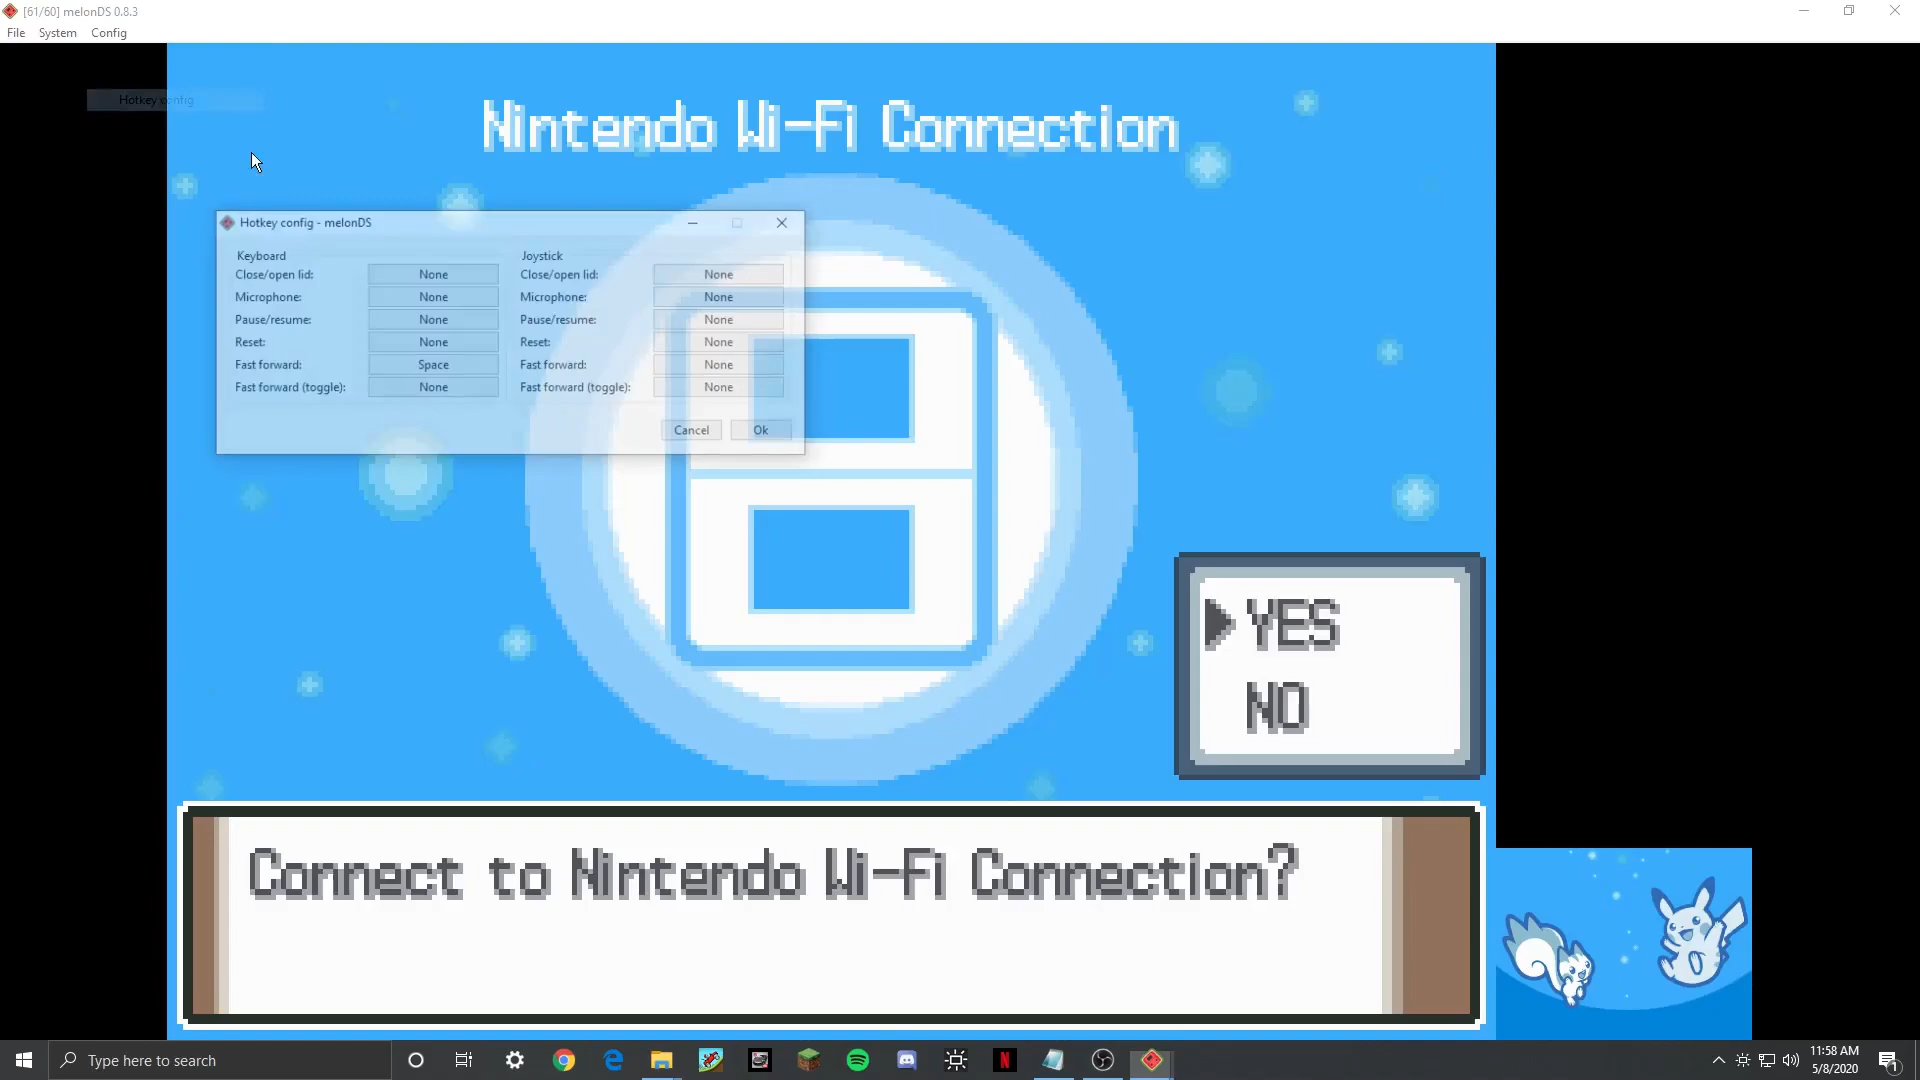 [61/60] melonDS 0.8.3
File System Config
Hotkey config
Nintendo Wi-Fi Connection
Hotkey config - melonDS
Keyboard Joystick
Close/open lid: None Close/open lid: None
Microphone: None Microphone: None
Pause/resume: None Pause/resume: None
Reset: None Reset: None
Fast forward: Space Fast forward: None
Fast forward (toggle): None Fast forward (toggle): None
Cancel Ok
YES
NO
Connect to Nintendo Wi-Fi Connection?
Type here to search
N
11:58 AM
5/8/2020
1